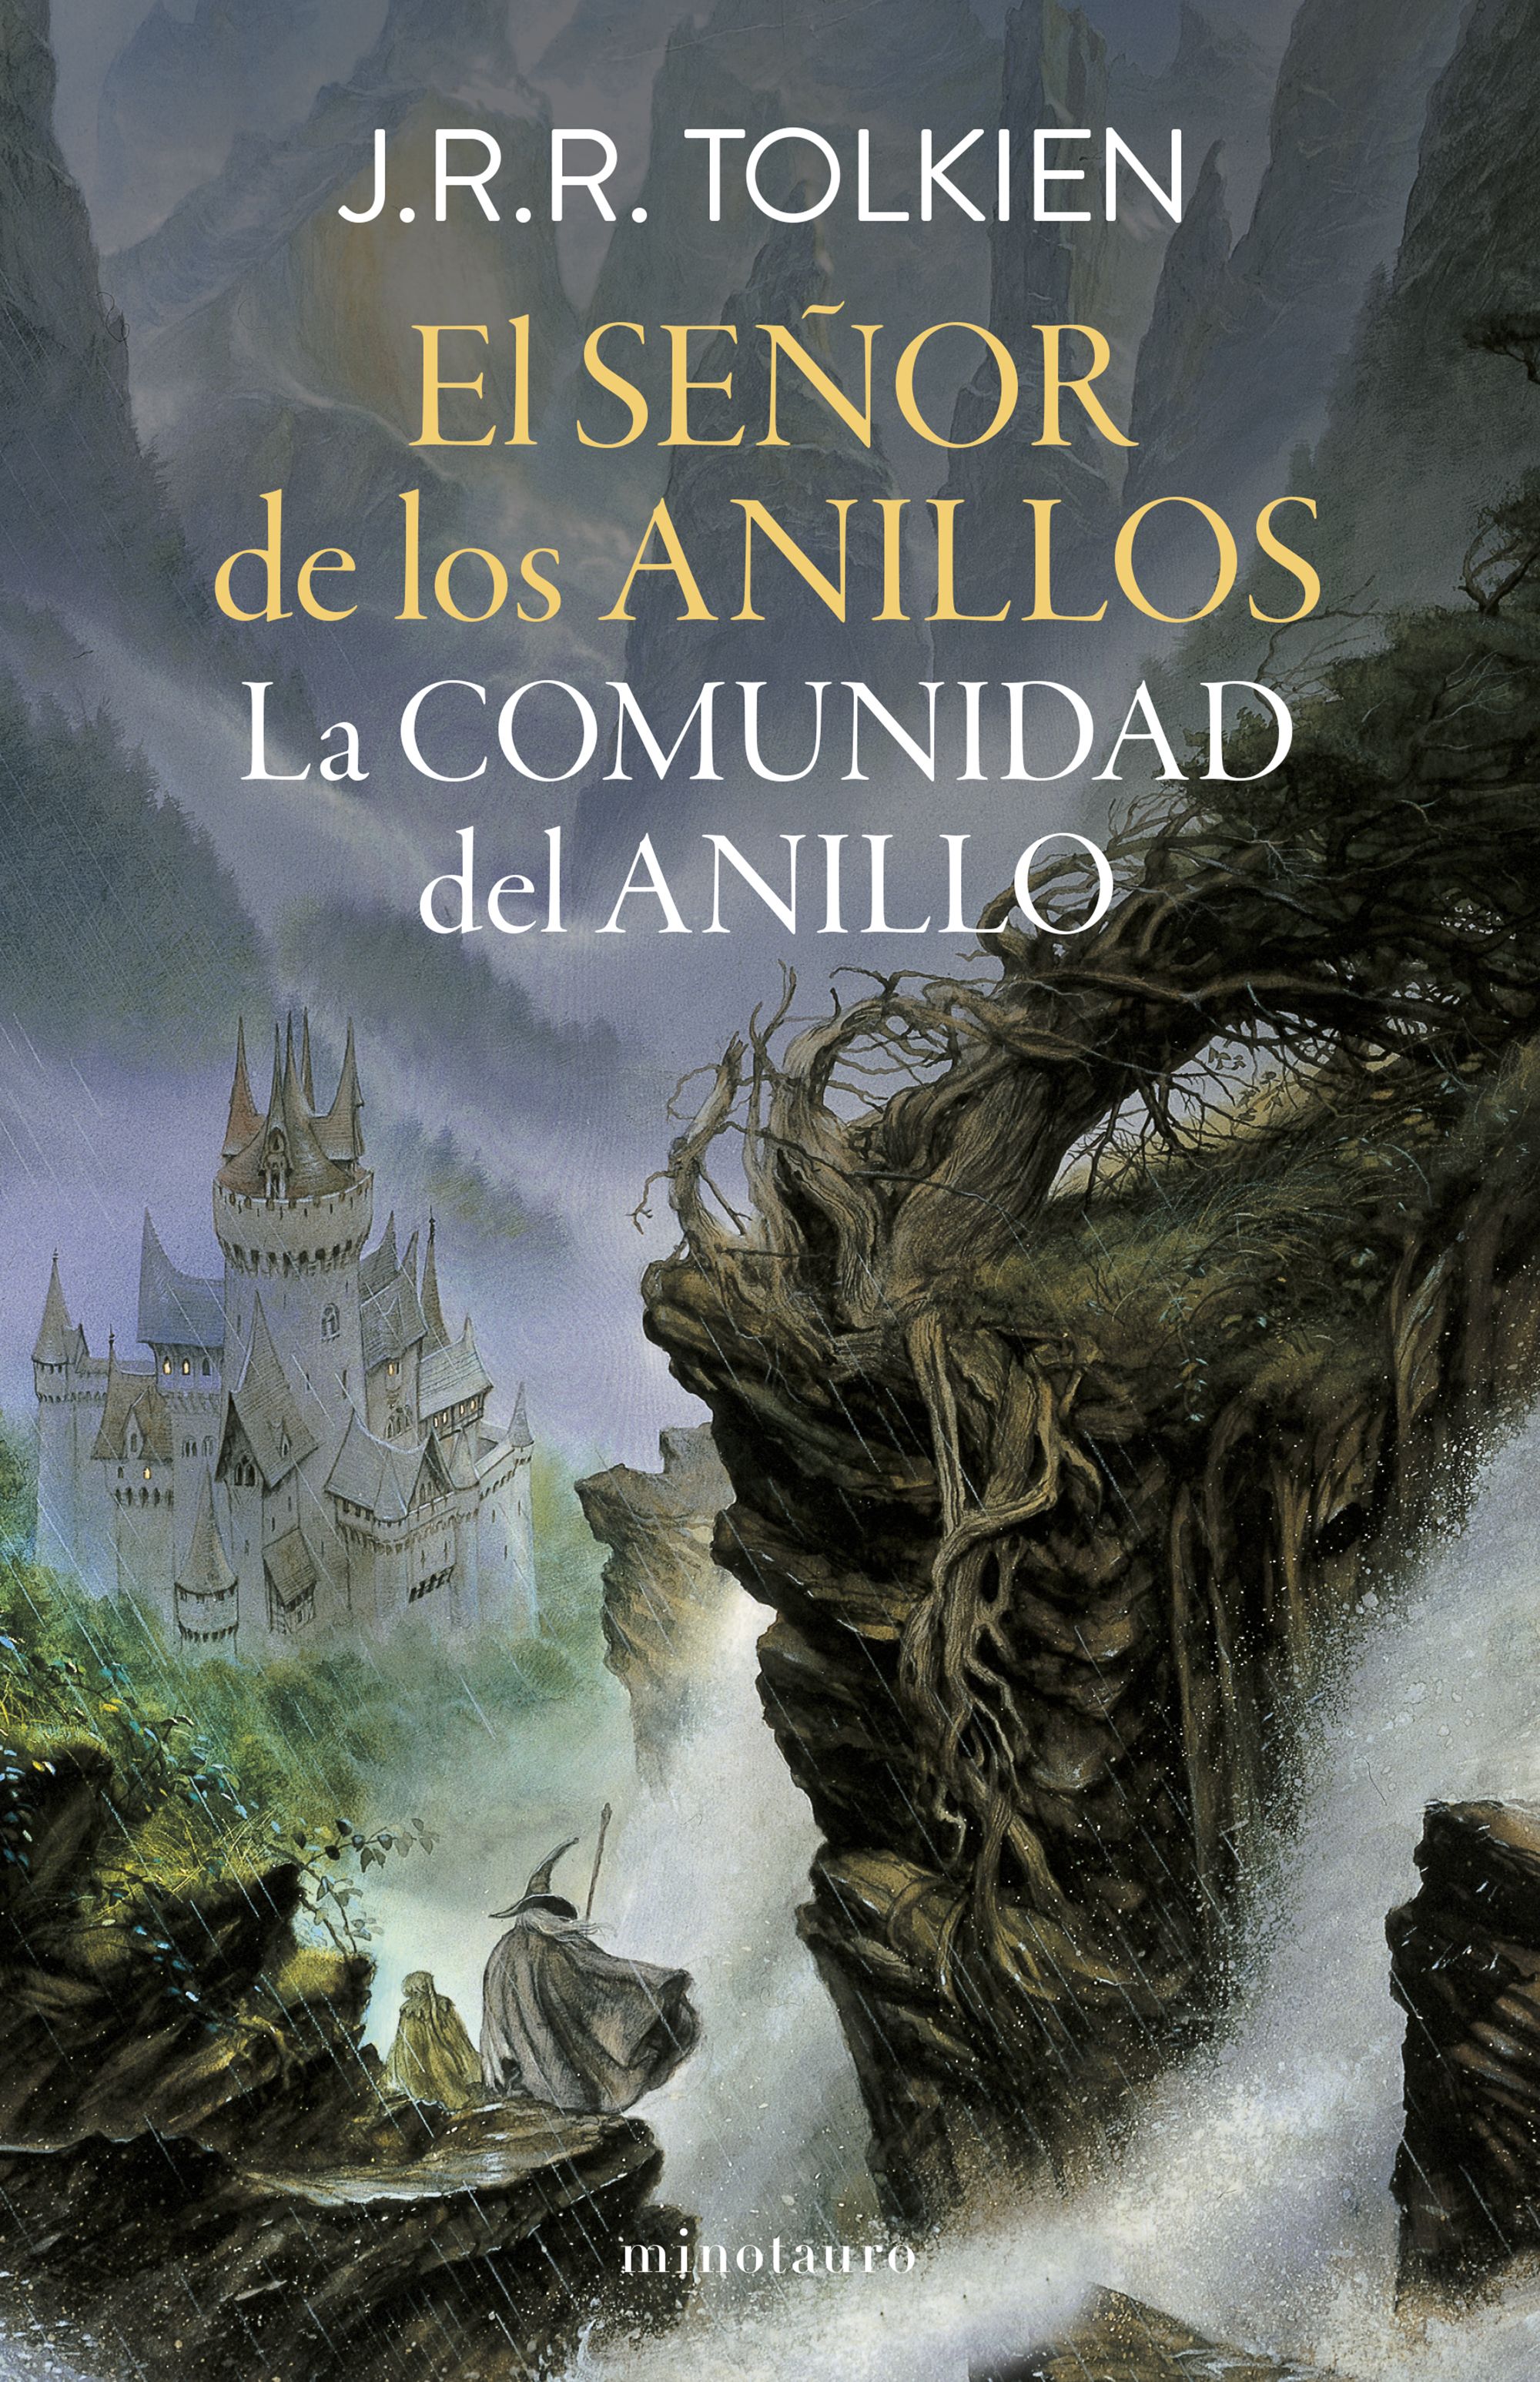 J.R.R. TOLKIEN
El SEÑOR
de los ANILLOS
La COMUNIDAD
del ANILLO
minotauro